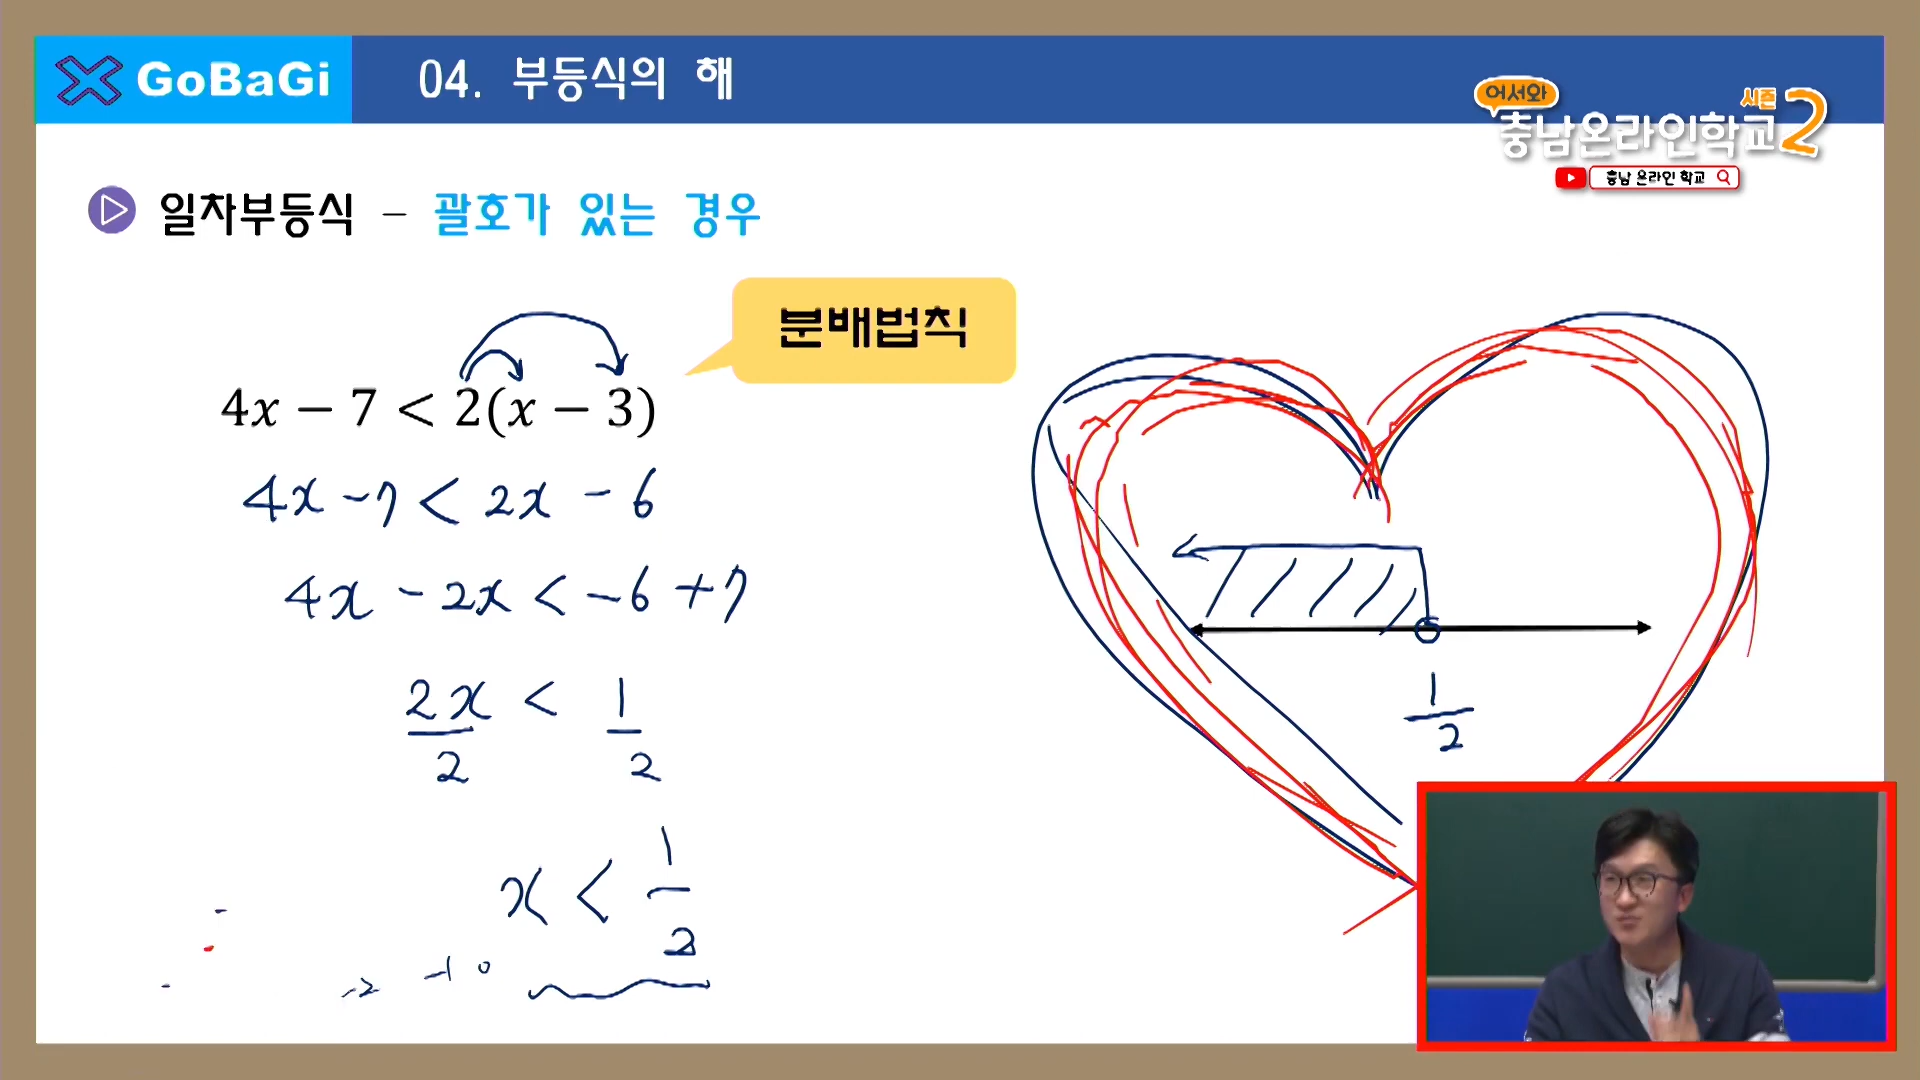 GoBaGi
04. 부등식의 해
어서와
시즌2
충남온라인학교
충남 온라인 학교
일차부등식 – 괄호가 있는 경우
분배법칙
4x − 7 < 2(x − 3)
4x - 7 < 2x - 6
4x - 2x < -6 + 7
2x/2 < 1/2
x < 1/2
-2 -1 0
1/2